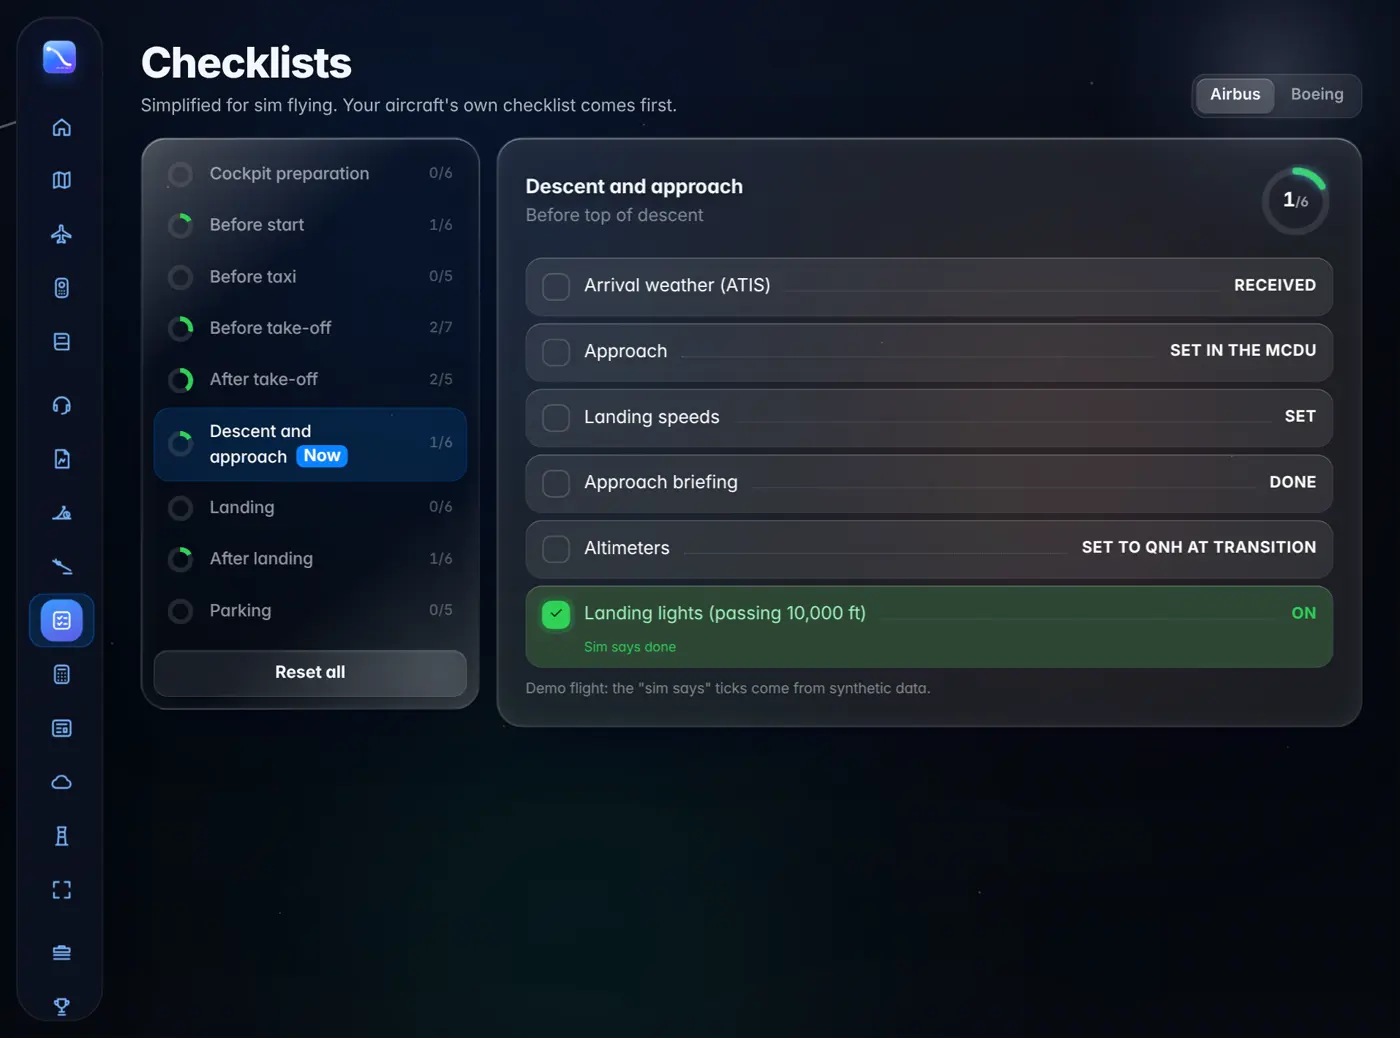 Checklists
Simplified for sim flying. Your aircraft's own checklist comes first.
Airbus
Boeing
Cockpit preparation 0/6
Before start 1/6
Before taxi 0/5
Before take-off 2/7
After take-off 2/5
Descent and
approach Now 1/6
Landing 0/6
After landing 1/6
Parking 0/5
Reset all
Descent and approach
Before top of descent
1/6
Arrival weather (ATIS) RECEIVED
Approach SET IN THE MCDU
Landing speeds SET
Approach briefing DONE
Altimeters SET TO QNH AT TRANSITION
Landing lights (passing 10,000 ft) ON
Sim says done
Demo flight: the "sim says" ticks come from synthetic data.